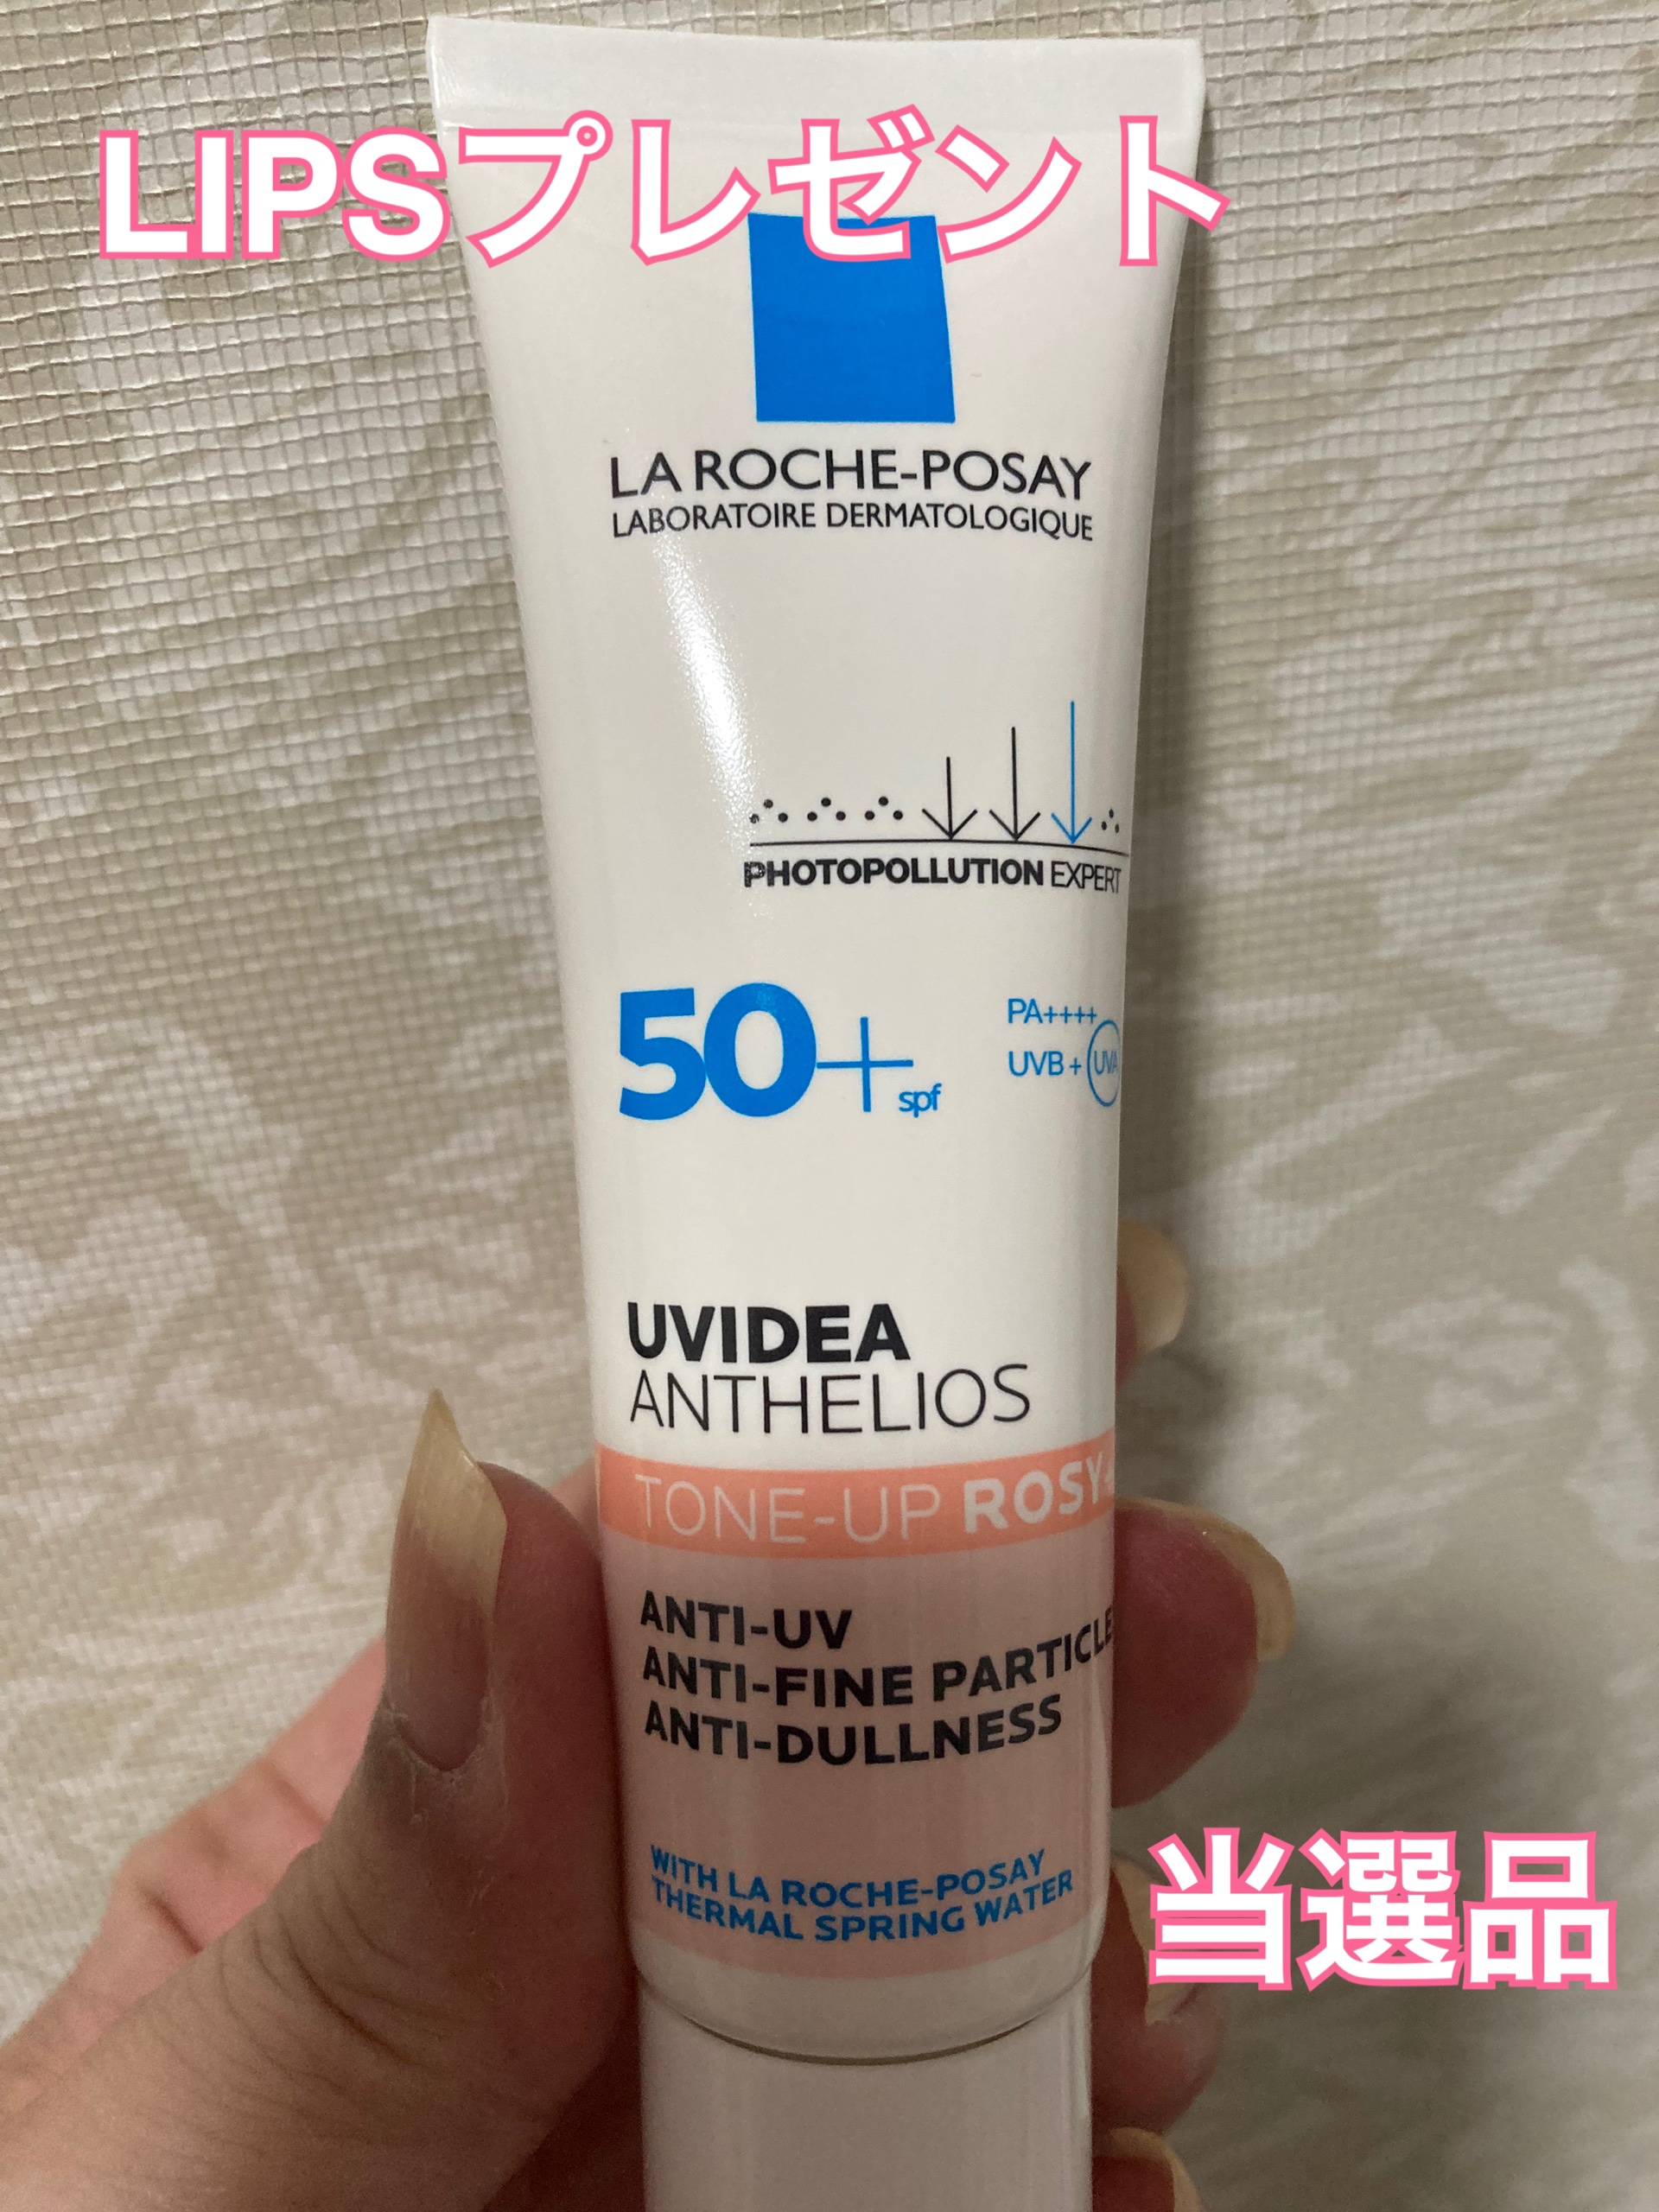 LIPSプレゼント
LA ROCHE-POSAY
LABORATOIRE DERMATOLOGIQUE
PHOTOPOLLUTION EXPERT
50+ spf
PA++++
UVB + UVA
UVIDEA
ANTHELIOS
TONE-UP ROSY
ANTI-UV
ANTI-FINE PARTICLE
ANTI-DULLNESS
WITH LA ROCHE-POSAY
THERMAL SPRING WATER
当選品